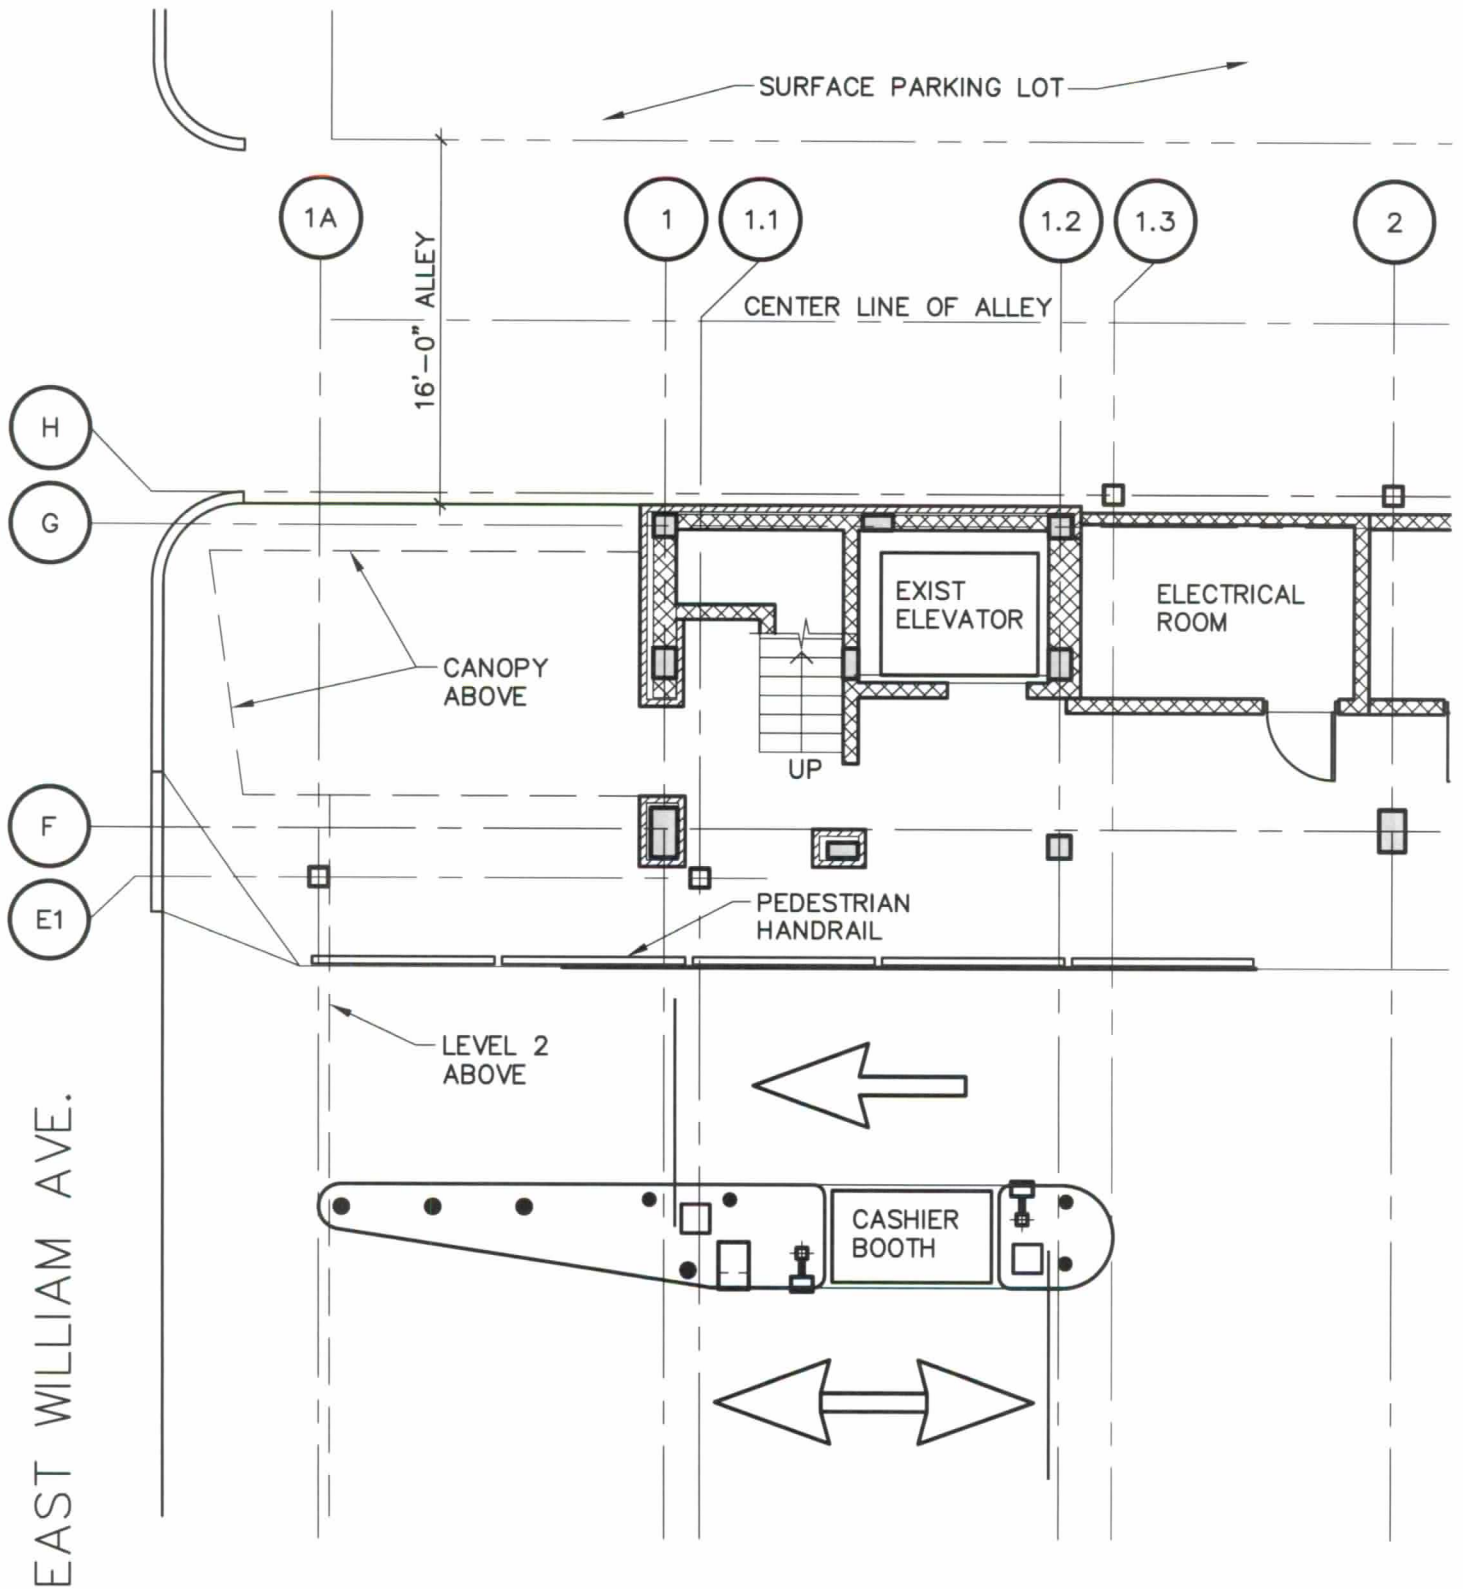 SURFACE PARKING LOT
1A
1
1.1
1.2
1.3
2
16'-0" ALLEY
CENTER LINE OF ALLEY
H
G
EXIST
ELEVATOR
ELECTRICAL
ROOM
CANOPY
ABOVE
UP
F
E1
PEDESTRIAN
HANDRAIL
LEVEL 2
ABOVE
EAST WILLIAM AVE.
CASHIER
BOOTH